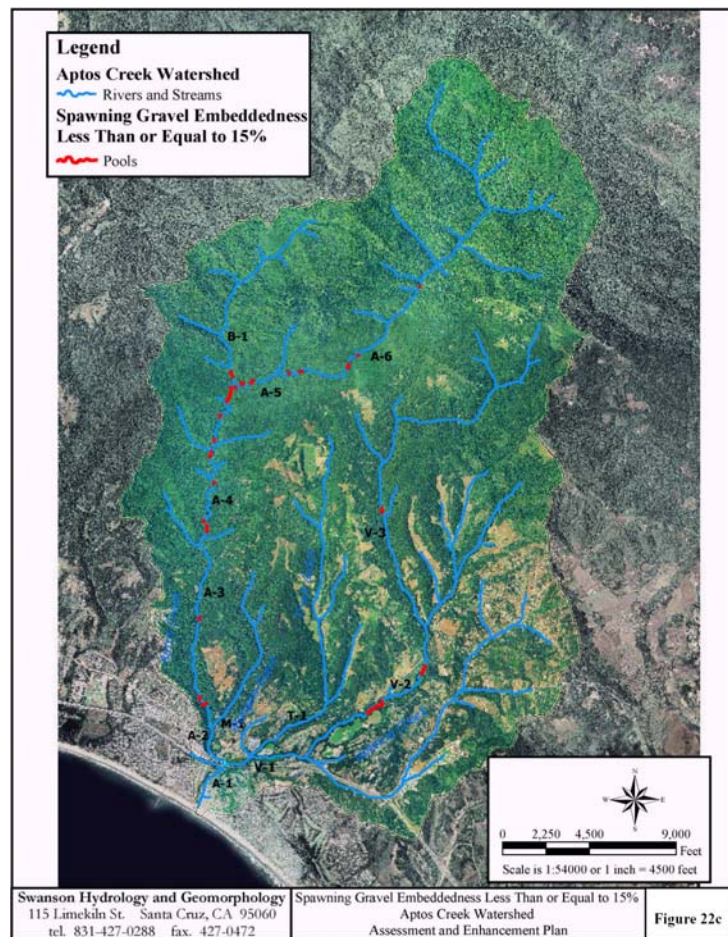 Legend
Aptos Creek Watershed
Rivers and Streams
Spawning Gravel Embeddedness
Less Than or Equal to 15%
Pools
B-1
A-6
A-5
A-4
V-3
A-3
V-2
M-1
T-1
A-2
V-1
A-1
N
W E
S
0 2,250 4,500 9,000
Feet
Scale is 1:54000 or 1 inch = 4500 feet
Swanson Hydrology and Geomorphology
115 Limekiln St. Santa Cruz, CA 95060
tel. 831-427-0288 fax. 427-0472
Spawning Gravel Embeddedness Less Than or Equal to 15%
Aptos Creek Watershed
Assessment and Enhancement Plan
Figure 22c